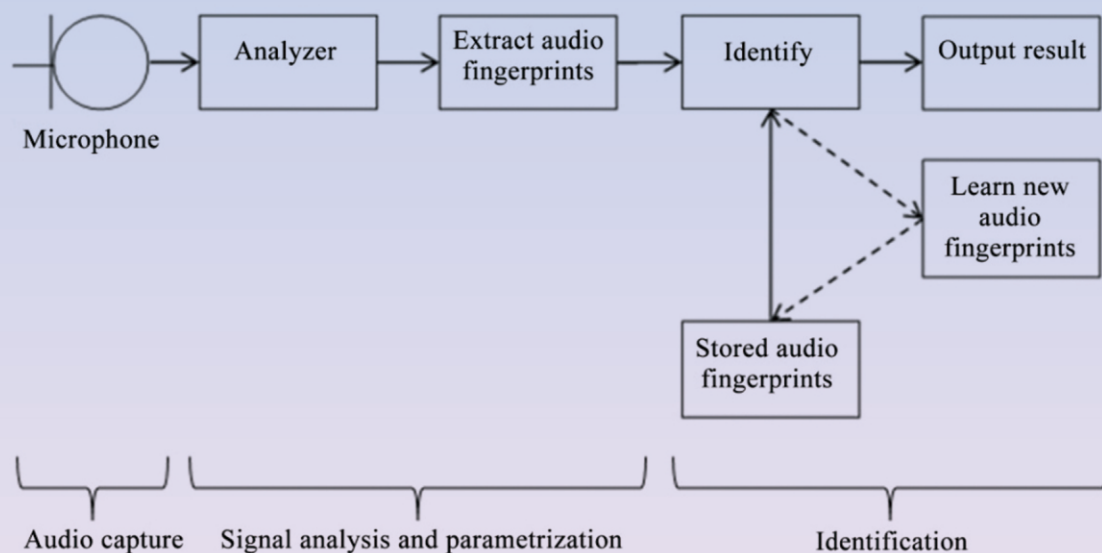 Microphone
Analyzer
Extract audio
fingerprints
Identify
Output result
Learn new
audio
fingerprints
Stored audio
fingerprints
Audio capture
Signal analysis and parametrization
Identification